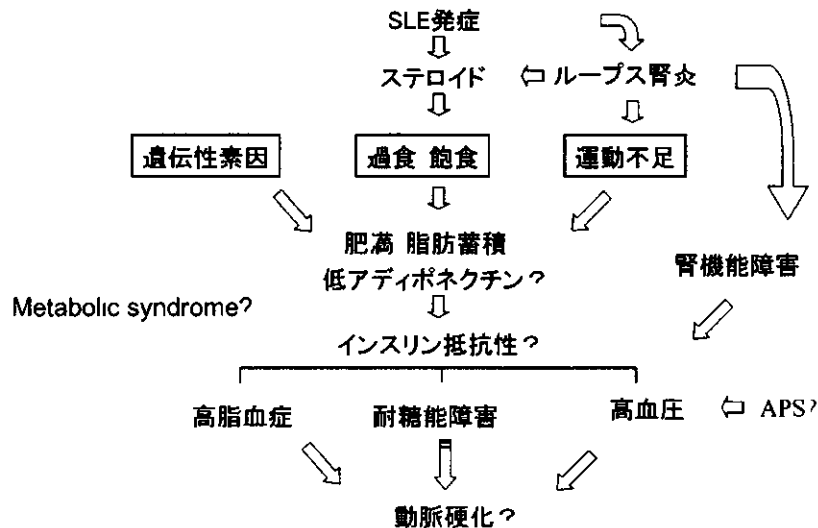 SLE発症
ステロイド ループス腎炎
遺伝性素因 過食 飽食 運動不足
肥満 脂肪蓄積
低アディポネクチン?
腎機能障害
Metabolic syndrome?
インスリン抵抗性?
高脂血症 耐糖能障害 高血圧 APS?
動脈硬化?